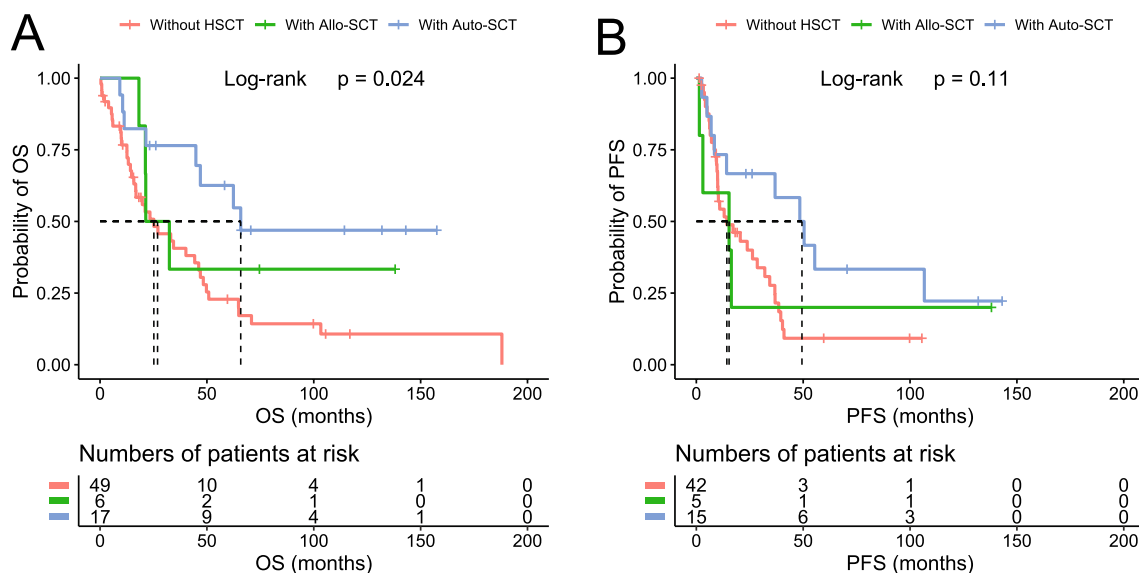 A
Without HSCT With Allo-SCT With Auto-SCT
Log-rank p = 0.024
Probability of OS
1.00
0.75
0.50
0.25
0.00
0 50 100 150 200
OS (months)
Numbers of patients at risk
49 10 4 1 0
6 2 1 0 0
17 9 4 1 0
0 50 100 150 200
OS (months)
B
Without HSCT With Allo-SCT With Auto-SCT
Log-rank p = 0.11
Probability of PFS
1.00
0.75
0.50
0.25
0.00
0 50 100 150 200
PFS (months)
Numbers of patients at risk
42 3 1 0 0
5 1 1 0 0
15 6 3 0 0
0 50 100 150 200
PFS (months)